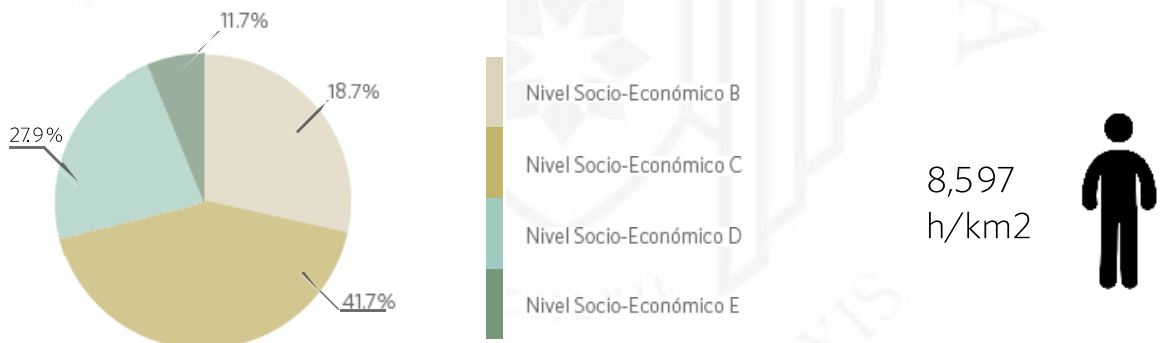 11.7%
18.7%
27.9%
41.7%
Nivel Socio-Económico B
Nivel Socio-Económico C
Nivel Socio-Económico D
Nivel Socio-Económico E
8,597
h/km2